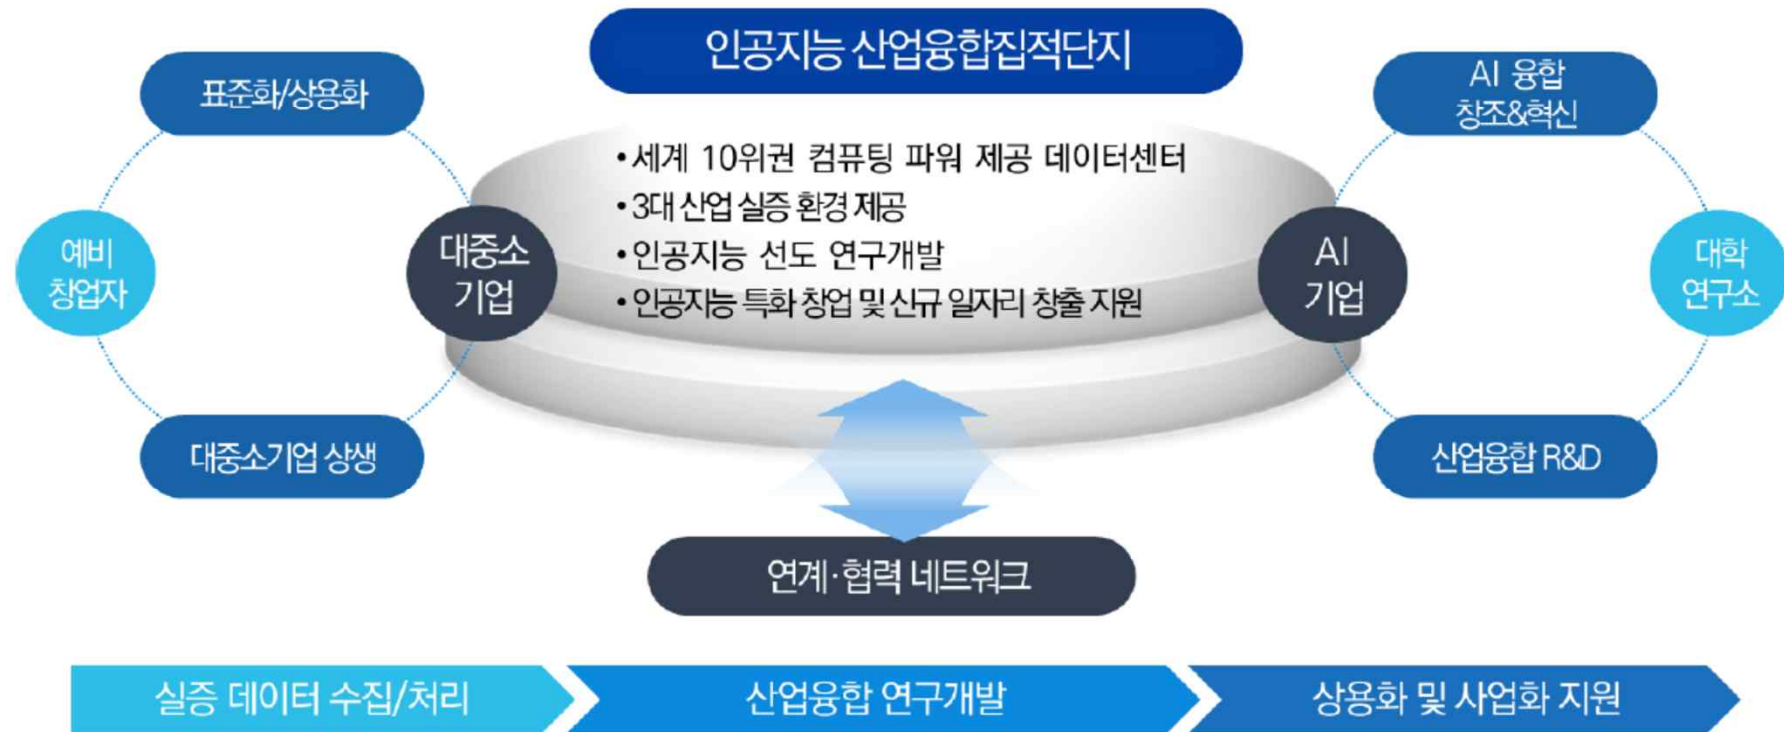 인공지능 산업융합집적단지
표준화/상용화
예비
창업자
대중소
기업
대중소기업 상생
• 세계 10위권 컴퓨팅 파워 제공 데이터센터
• 3대 산업 실증 환경 제공
• 인공지능 선도 연구개발
• 인공지능 특화 창업 및 신규 일자리 창출 지원
AI 융합
창조&혁신
AI
기업
대학
연구소
산업융합 R&D
연계·협력 네트워크
실증 데이터 수집/처리
산업융합 연구개발
상용화 및 사업화 지원